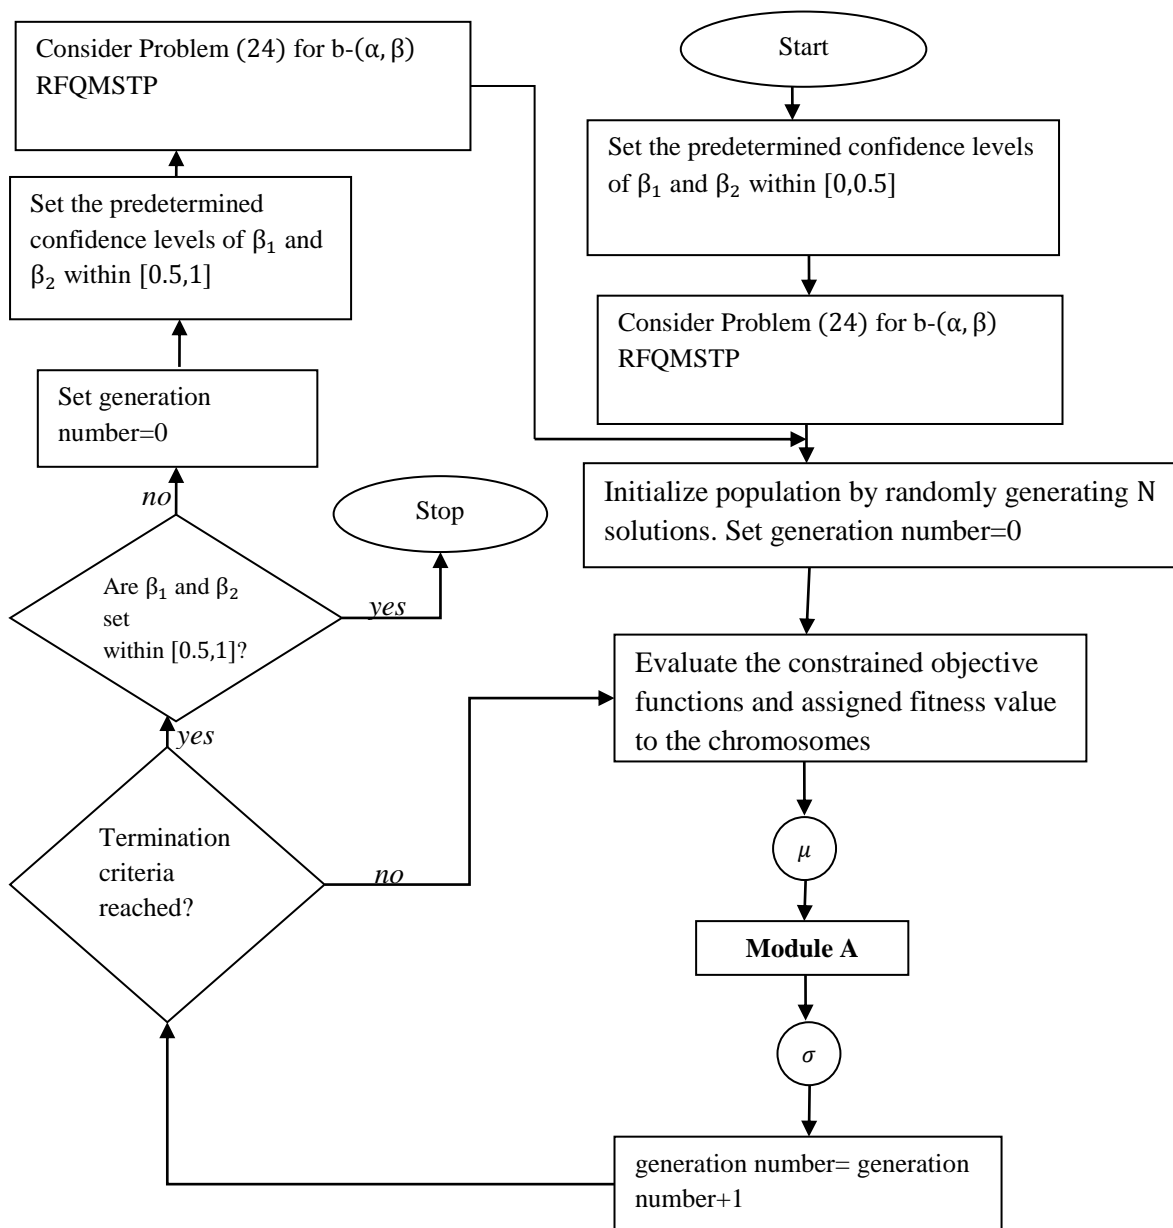 Start
Set the predetermined confidence levels
of β₁ and β₂ within [0,0.5]
Consider Problem (24) for b-(α, β)
RFQMSTP
Initialize population by randomly generating N
solutions. Set generation number=0
Evaluate the constrained objective
functions and assigned fitness value
to the chromosomes
μ
Module A
σ
generation number= generation
number+1
Termination
criteria
reached?
no
yes
Are β₁ and β₂
set
within [0.5,1]?
yes
Stop
no
Set generation
number=0
Set the predetermined
confidence levels of β₁ and
β₂ within [0.5,1]
Consider Problem (24) for b-(α, β)
RFQMSTP